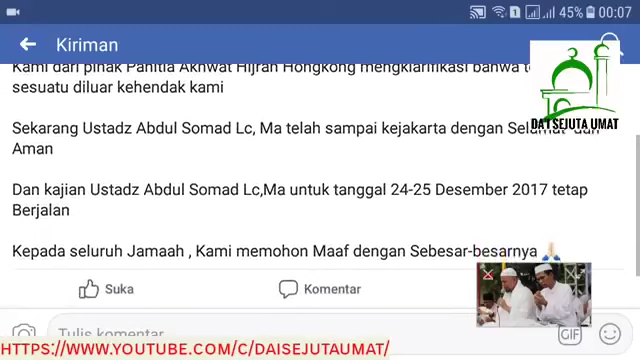 45% 00:07
Kiriman
Kami dari pihak Panitia Akhwat Hijrah Hongkong mengklarifikasi bahwa
sesuatu diluar kehendak kami
DA'I SEJUTA UMAT
Sekarang Ustadz Abdul Somad Lc, Ma telah sampai kejakarta dengan Selamat dan
Aman
Dan kajian Ustadz Abdul Somad Lc,Ma untuk tanggal 24-25 Desember 2017 tetap
Berjalan
Kepada seluruh Jamaah , Kami memohon Maaf dengan Sebesar-besarnya
Suka Komentar
Tulis komentar
GIF
HTTPS://WWW.YOUTUBE.COM/C/DAISEJUTAUMAT/